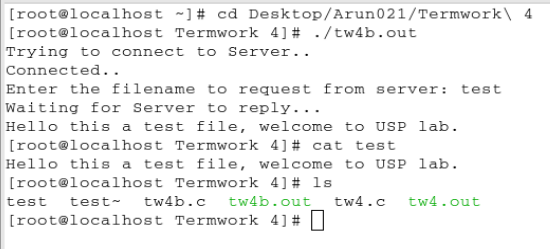 [root@localhost ~]# cd Desktop/Arun021/Termwork\ 4
[root@localhost Termwork 4]# ./tw4b.out
Trying to connect to Server..
Connected..
Enter the filename to request from server: test
Waiting for Server to reply...
Hello this a test file, welcome to USP lab.
[root@localhost Termwork 4]# cat test
Hello this a test file, welcome to USP lab.
[root@localhost Termwork 4]# ls
test  test~  tw4b.c  tw4b.out  tw4.c  tw4.out
[root@localhost Termwork 4]#